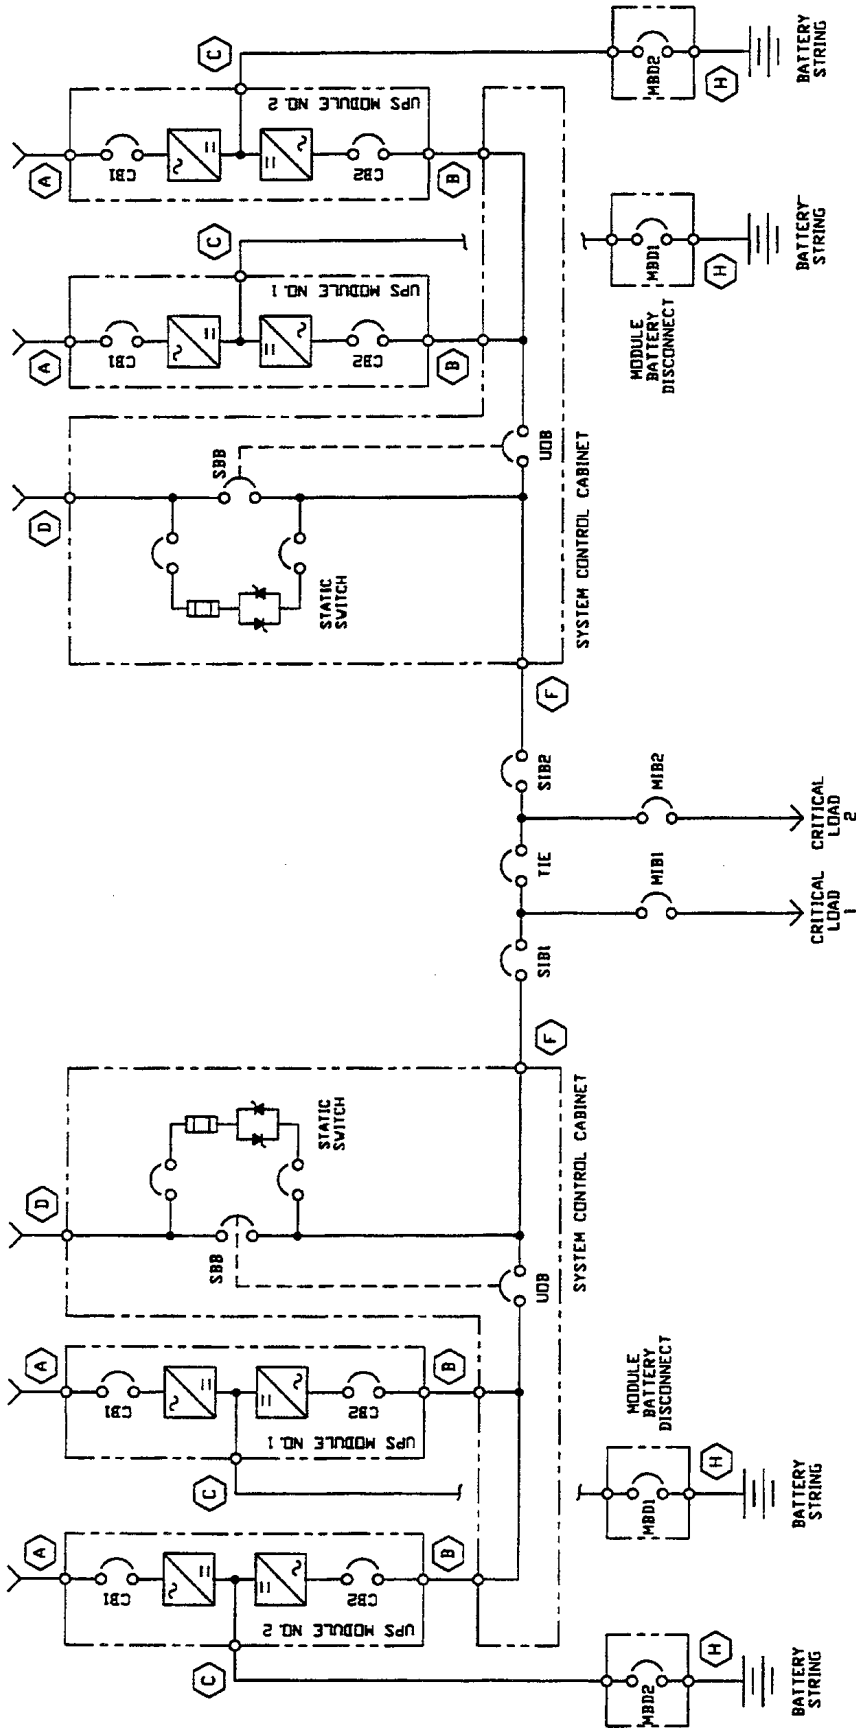 C
A
UPS MODULE NO. 2
CB1
CB2
B
MBD2
H
BATTERY
STRING
C
A
UPS MODULE NO. 1
CB1
CB2
B
MBD1
H
BATTERY
STRING
MODULE
BATTERY
DISCONNECT
D
SBB
UOB
STATIC
SWITCH
SYSTEM CONTROL CABINET
F
SIB2
MIB2
TIE
MIB1
SIB1
CRITICAL
LOAD
2
CRITICAL
LOAD
1
F
STATIC
SWITCH
SYSTEM CONTROL CABINET
D
SBB
UOB
A
CB1
CB2
UPS MODULE NO. 1
B
C
MODULE
BATTERY
DISCONNECT
MBD1
H
BATTERY
STRING
A
CB1
CB2
UPS MODULE NO. 2
B
C
MBD2
H
BATTERY
STRING